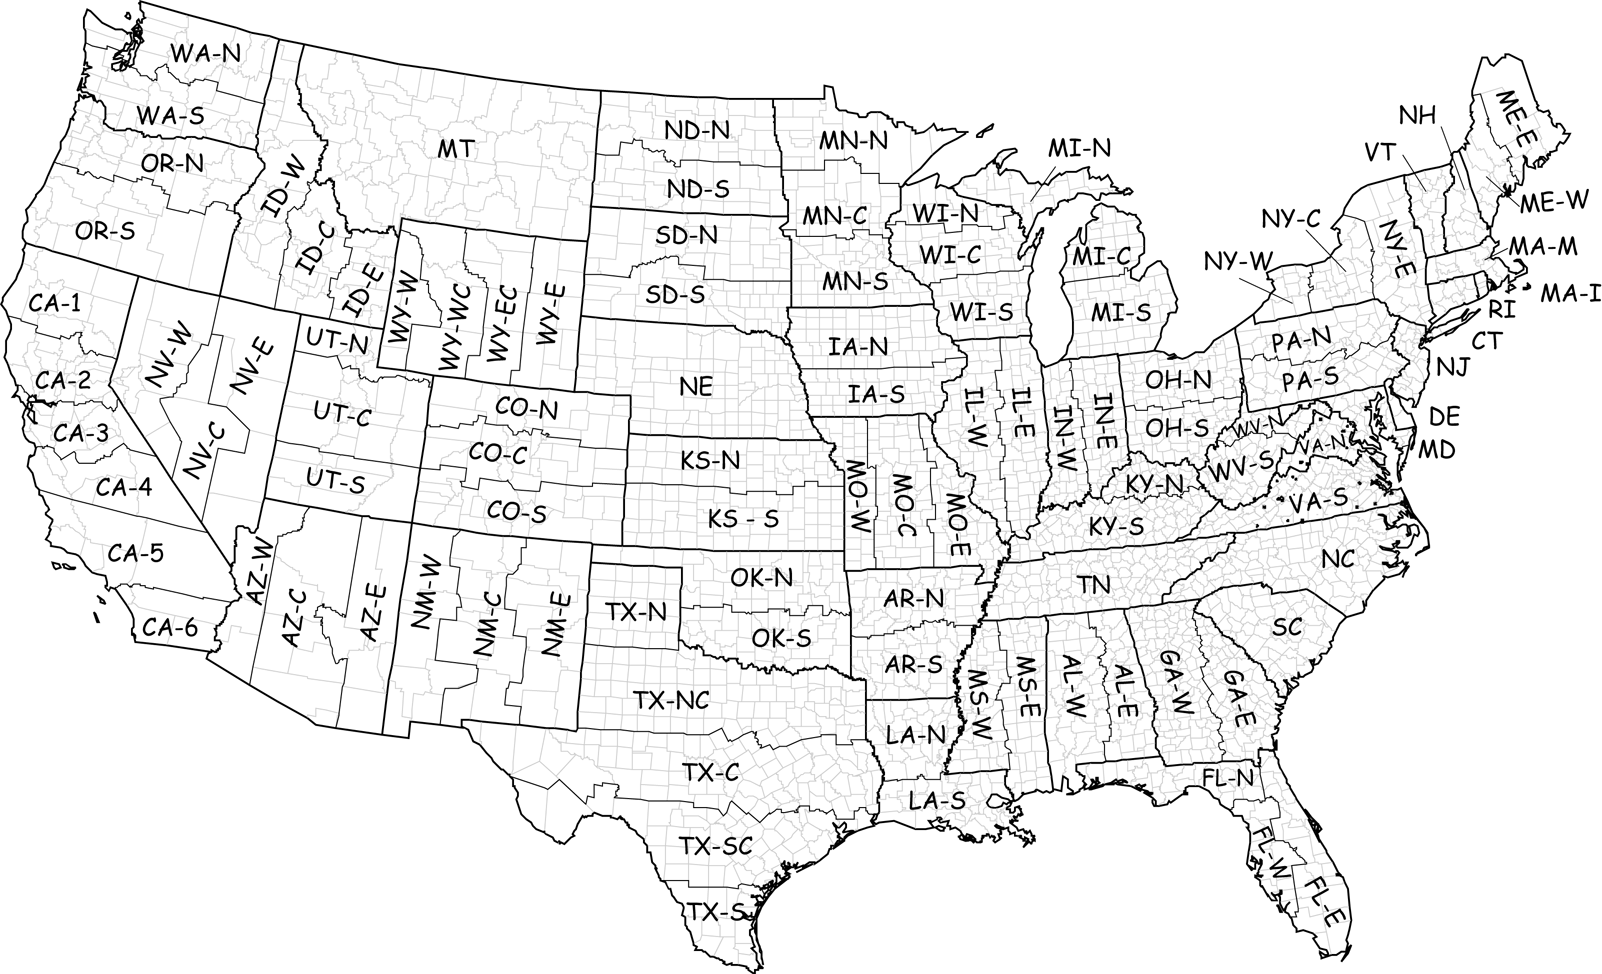 WA-N
WA-S
OR-N
OR-S
ID-W
ID-C
ID-E
MT
ND-N
ND-S
SD-N
SD-S
MN-N
MN-C
MN-S
WI-N
WI-C
WI-S
MI-N
MI-C
MI-S
NH
VT
ME-E
ME-W
NY-C
NY-W
NY-E
MA-M
MA-I
RI
CT
NJ
PA-N
PA-S
DE
MD
CA-1
CA-2
CA-3
CA-4
CA-5
CA-6
NV-W
NV-E
NV-C
UT-N
UT-C
UT-S
WY-W
WY-WC
WY-EC
WY-E
NE
IA-N
IA-S
CO-N
CO-C
CO-S
KS-N
KS - S
MO-W
MO-C
MO-E
IL-W
IL-E
IN-W
IN-E
OH-N
OH-S
WV-N
WV-S
VA-N
VA-S
KY-N
KY-S
TN
NC
SC
AZ-W
AZ-C
AZ-E
NM-W
NM-C
NM-E
TX-N
OK-N
OK-S
TX-NC
TX-C
TX-SC
TX-S
AR-N
AR-S
LA-N
LA-S
MS-W
MS-E
AL-W
AL-E
GA-W
GA-E
FL-N
FL-W
FL-E